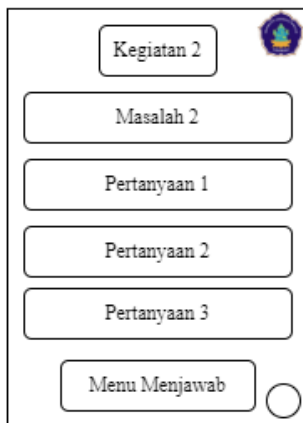 Kegiatan 2
Masalah 2
Pertanyaan 1
Pertanyaan 2
Pertanyaan 3
Menu Menjawab